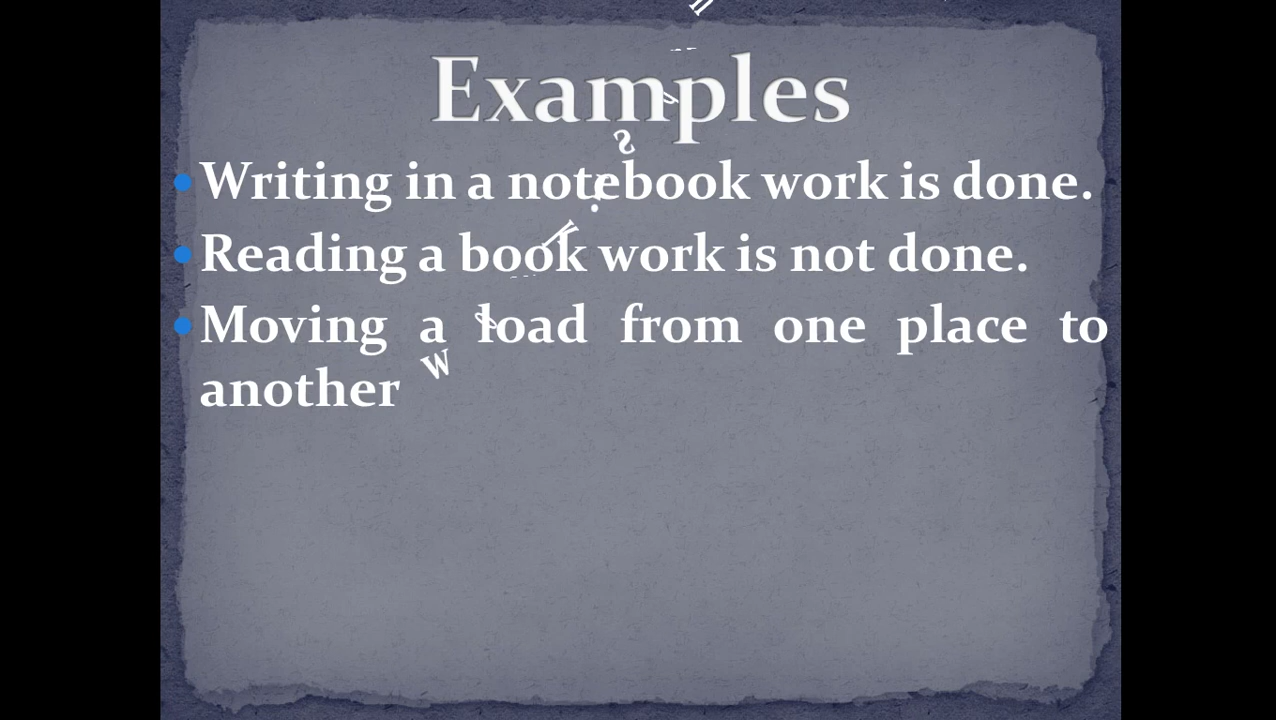 Examples
Writing in a notebook work is done.
Reading a book work is not done.
Moving a load from one place to
another